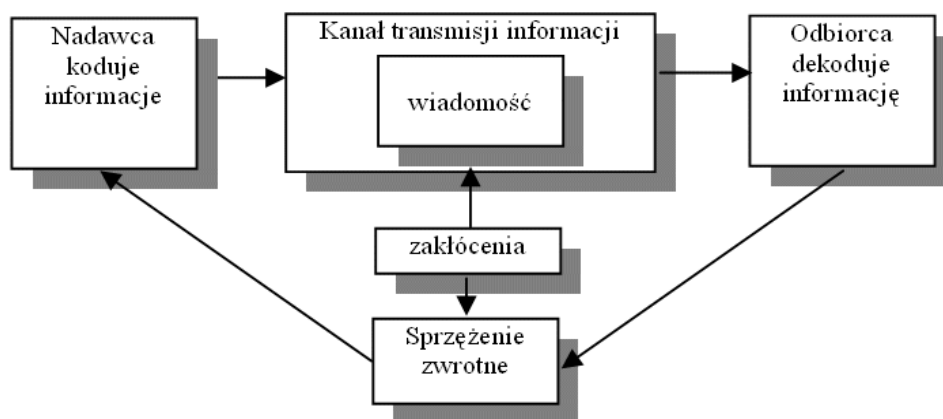 Nadawca
koduje
informacje
Kanał transmisji informacji
wiadomość
Odbiorca
dekoduje
informację
zakłócenia
Sprzężenie
zwrotne